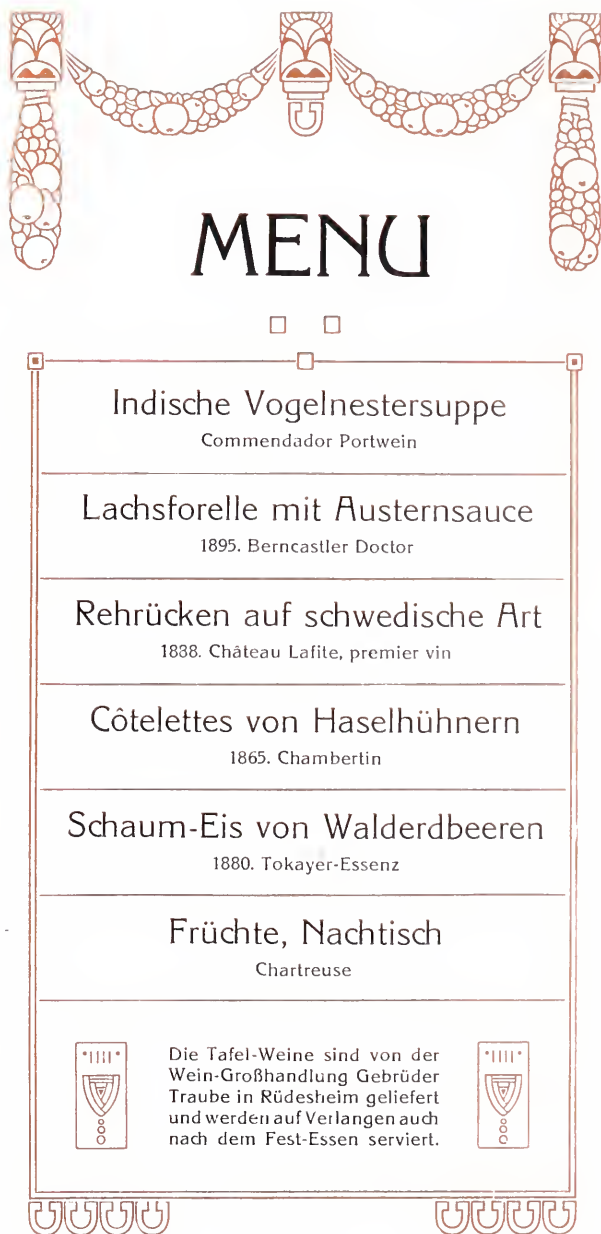 MENU
Indische Vogelnestersuppe
Commendador Portwein
Lachsforelle mit Austernsauce
1895. Berncastler Doctor
Rehrücken auf schwedische Art
1888. Château Lafite, premier vin
Côtelettes von Haselhühnern
1865. Chambertin
Schaum-Eis von Walderdbeeren
1880. Tokayer-Essenz
Früchte, Nachtisch
Chartreuse
Die Tafel-Weine sind von der
Wein-Großhandlung Gebrüder
Traube in Rüdesheim geliefert
und werden auf Verlangen auch
nach dem Fest-Essen serviert.